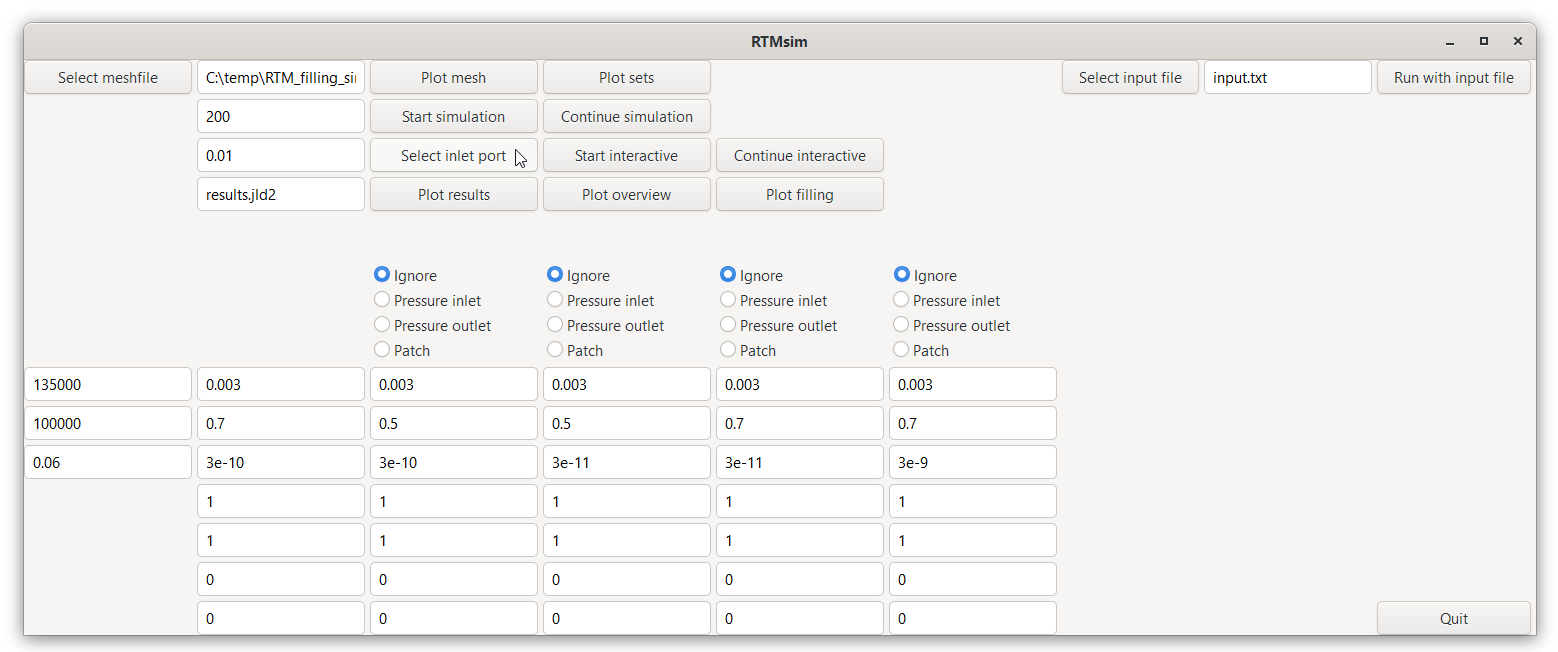 RTMsim
Select meshfile C:\temp\RTM_filling_si Plot mesh Plot sets Select input file input.txt Run with input file
200 Start simulation Continue simulation
0.01 Select inlet port Start interactive Continue interactive
results.jld2 Plot results Plot overview Plot filling
Ignore Ignore Ignore Ignore
Pressure inlet Pressure inlet Pressure inlet Pressure inlet
Pressure outlet Pressure outlet Pressure outlet Pressure outlet
Patch Patch Patch Patch
135000 0.003 0.003 0.003 0.003 0.003
100000 0.7 0.5 0.5 0.7 0.7
0.06 3e-10 3e-10 3e-11 3e-11 3e-9
1 1 1 1 1
1 1 1 1 1
0 0 0 0 0
0 0 0 0 0 Quit